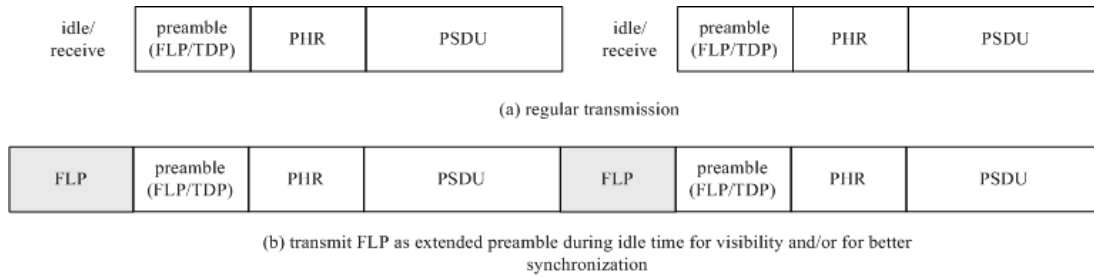 idle/ receive
preamble (FLP/TDP)
PHR
PSDU
idle/ receive
preamble (FLP/TDP)
PHR
PSDU
(a) regular transmission
FLP
preamble (FLP/TDP)
PHR
PSDU
FLP
preamble (FLP/TDP)
PHR
PSDU
(b) transmit FLP as extended preamble during idle time for visibility and/or for better
synchronization